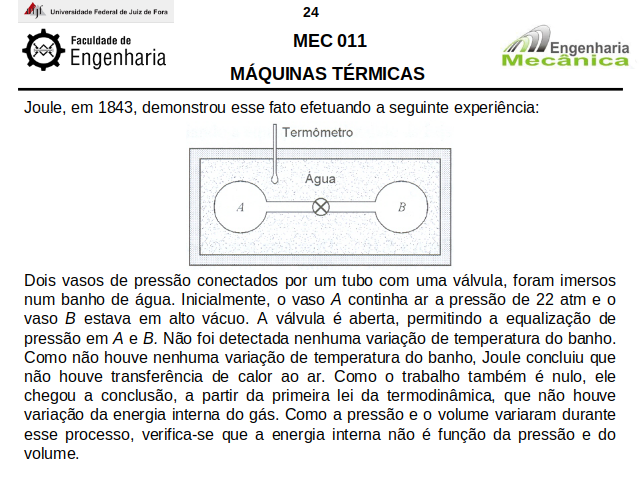 ufjf Universidade Federal de Juiz de Fora
24
Faculdade de
Engenharia
MEC 011
MÁQUINAS TÉRMICAS
Engenharia
Mecânica
Joule, em 1843, demonstrou esse fato efetuando a seguinte experiência:
Termômetro
Água
A
B
Dois vasos de pressão conectados por um tubo com uma válvula, foram imersos
num banho de água. Inicialmente, o vaso A continha ar a pressão de 22 atm e o
vaso B estava em alto vácuo. A válvula é aberta, permitindo a equalização de
pressão em A e B. Não foi detectada nenhuma variação de temperatura do banho.
Como não houve nenhuma variação de temperatura do banho, Joule concluiu que
não houve transferência de calor ao ar. Como o trabalho também é nulo, ele
chegou a conclusão, a partir da primeira lei da termodinâmica, que não houve
variação da energia interna do gás. Como a pressão e o volume variaram durante
esse processo, verifica-se que a energia interna não é função da pressão e do
volume.